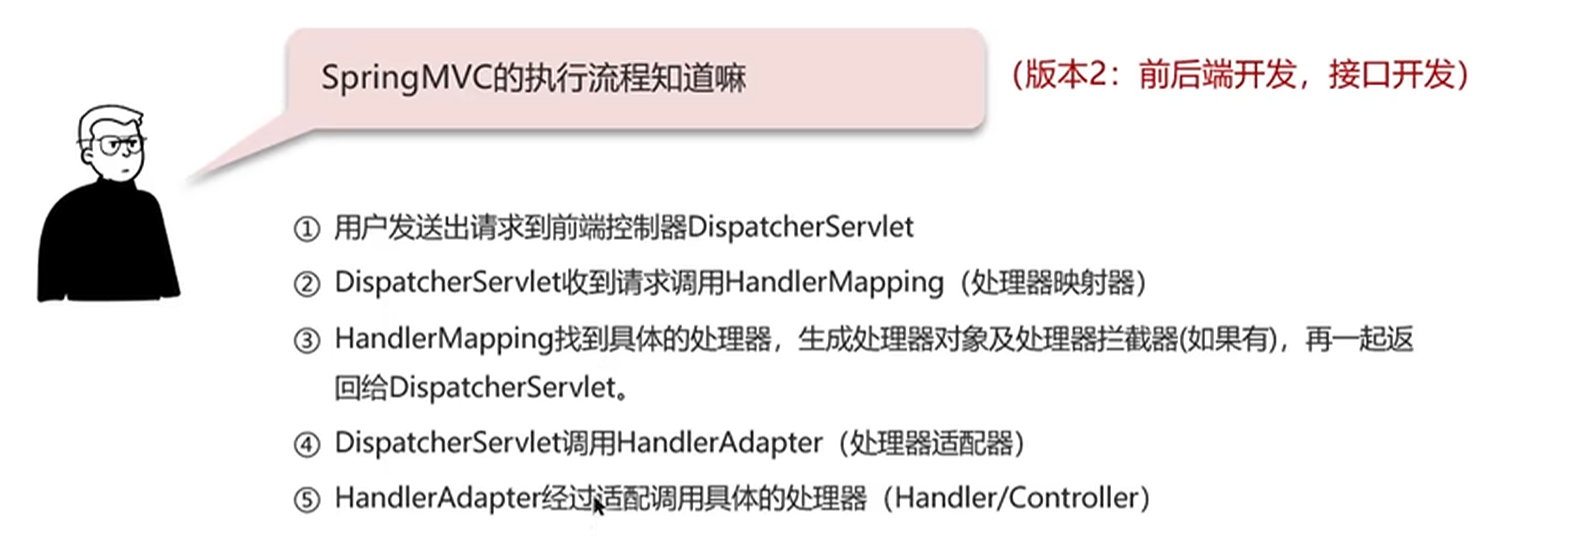 SpringMVC的执行流程知道嘛
（版本2：前后端开发，接口开发）
① 用户发送出请求到前端控制器DispatcherServlet
② DispatcherServlet收到请求调用HandlerMapping（处理器映射器）
③ HandlerMapping找到具体的处理器，生成处理器对象及处理器拦截器(如果有)，再一起返
回给DispatcherServlet。
④ DispatcherServlet调用HandlerAdapter（处理器适配器）
⑤ HandlerAdapter经过适配调用具体的处理器（Handler/Controller）